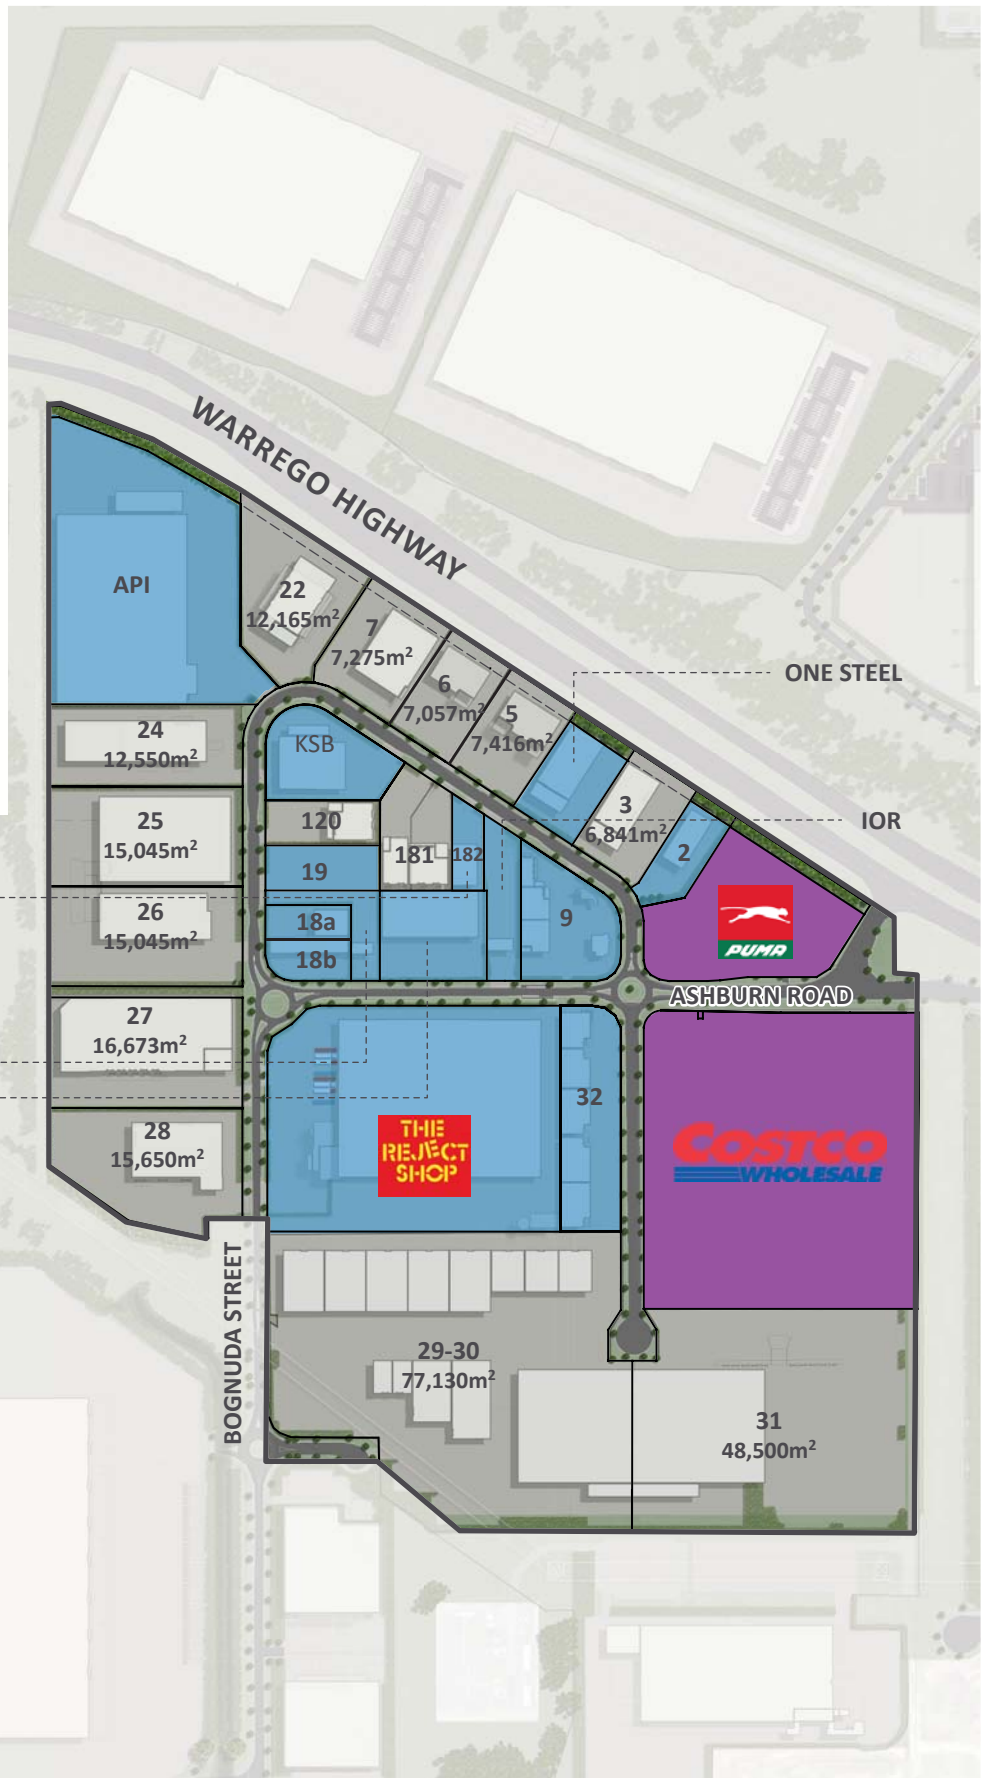 WARREGO HIGHWAY
API
22
12,165m²
7
7,275m²
6
7,057m²
5
7,416m²
ONE STEEL
24
12,550m²
KSB
3
6,841m²
IOR
25
15,045m²
120
181
182
2
19
26
15,045m²
18a
18b
9
PUMA
ASHBURN ROAD
27
16,673m²
32
28
15,650m²
THE
REJECT
SHOP
COSTCO
WHOLESALE
BOGNUDA STREET
29-30
77,130m²
31
48,500m²